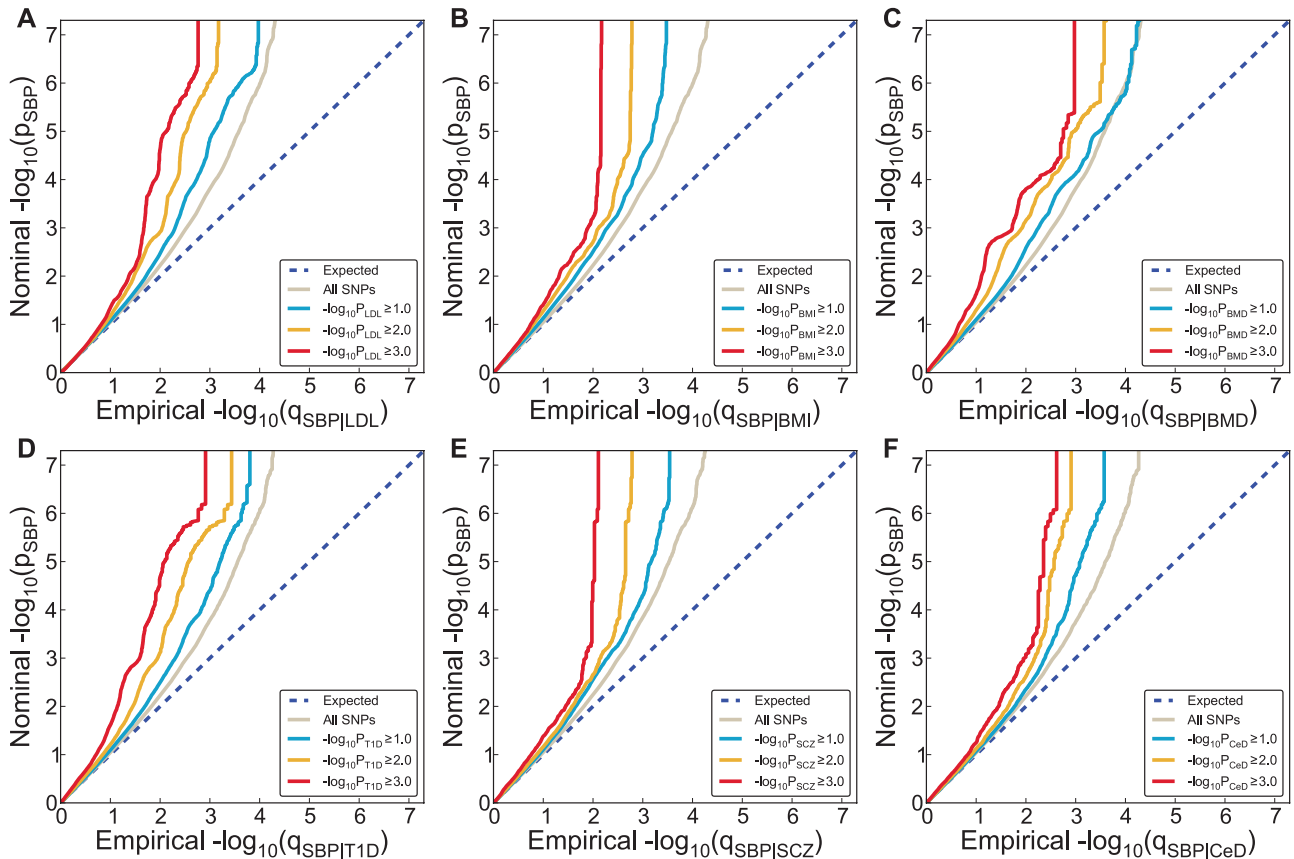 A
Nominal -log10(pSBP)
7
6
5
4
3
2
1
0
Expected
All SNPs
-log10PLDL ≥1.0
-log10PLDL ≥2.0
-log10PLDL ≥3.0
0 1 2 3 4 5 6 7
Empirical -log10(qSBP|LDL)
B
Nominal -log10(pSBP)
7
6
5
4
3
2
1
0
Expected
All SNPs
-log10PBMI ≥1.0
-log10PBMI ≥2.0
-log10PBMI ≥3.0
0 1 2 3 4 5 6 7
Empirical -log10(qSBP|BMI)
C
Nominal -log10(pSBP)
7
6
5
4
3
2
1
0
Expected
All SNPs
-log10PBMD ≥1.0
-log10PBMD ≥2.0
-log10PBMD ≥3.0
0 1 2 3 4 5 6 7
Empirical -log10(qSBP|BMD)
D
Nominal -log10(pSBP)
7
6
5
4
3
2
1
0
Expected
All SNPs
-log10PT1D ≥1.0
-log10PT1D ≥2.0
-log10PT1D ≥3.0
0 1 2 3 4 5 6 7
Empirical -log10(qSBP|T1D)
E
Nominal -log10(pSBP)
7
6
5
4
3
2
1
0
Expected
All SNPs
-log10PSCZ ≥1.0
-log10PSCZ ≥2.0
-log10PSCZ ≥3.0
0 1 2 3 4 5 6 7
Empirical -log10(qSBP|SCZ)
F
Nominal -log10(pSBP)
7
6
5
4
3
2
1
0
Expected
All SNPs
-log10PCeD ≥1.0
-log10PCeD ≥2.0
-log10PCeD ≥3.0
0 1 2 3 4 5 6 7
Empirical -log10(qSBP|CeD)